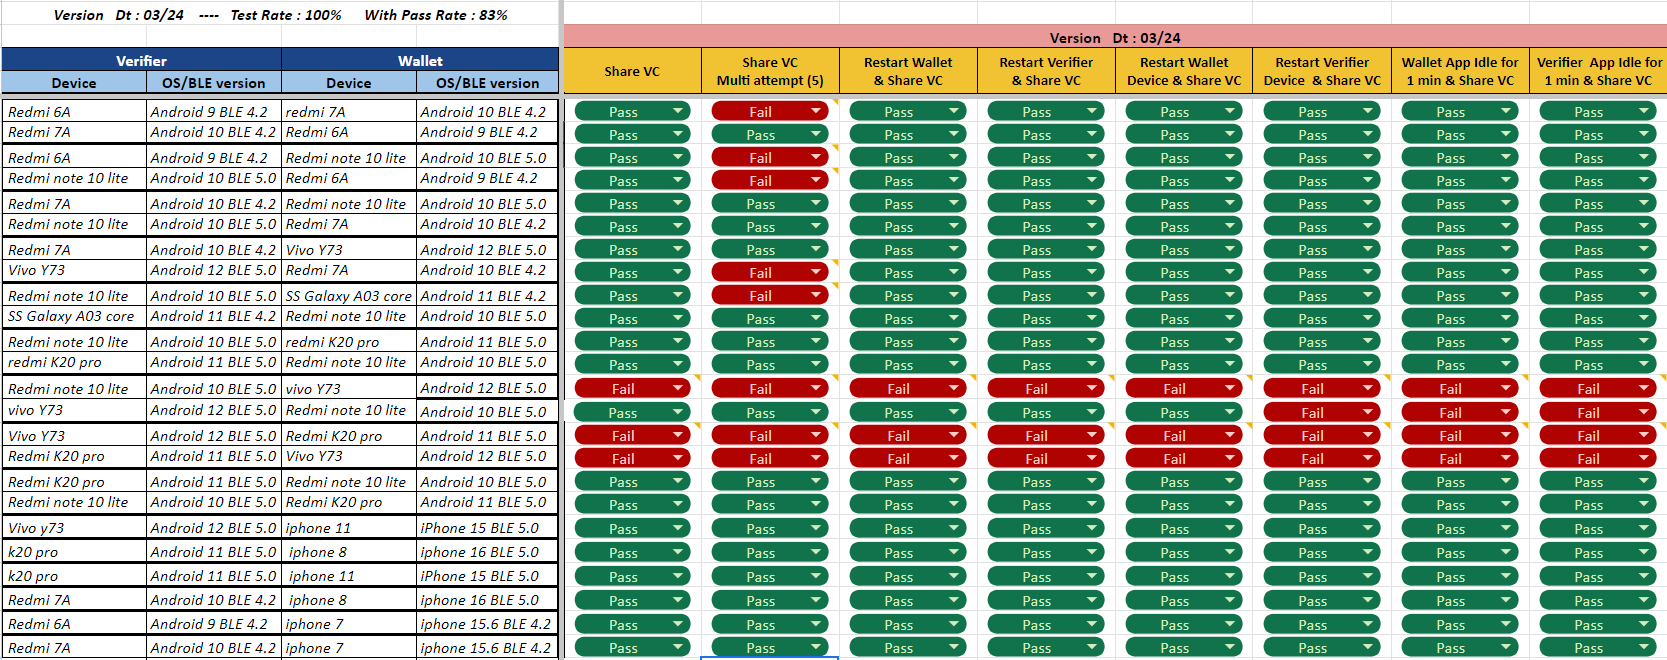 Version Dt : 03/24 ---- Test Rate : 100% With Pass Rate : 83%
Version Dt : 03/24
Verifier Wallet
Device OS/BLE version Device OS/BLE version
Share VC
Share VC
Multi attempt (5)
Restart Wallet
& Share VC
Restart Verifier
& Share VC
Restart Wallet
Device & Share VC
Restart Verifier
Device & Share VC
Wallet App Idle for
1 min & Share VC
Verifier App Idle for
1 min & Share VC
Redmi 6A Android 9 BLE 4.2 redmi 7A Android 10 BLE 4.2 Pass Fail Pass Pass Pass Pass Pass Pass
Redmi 7A Android 10 BLE 4.2 Redmi 6A Android 9 BLE 4.2 Pass Pass Pass Pass Pass Pass Pass Pass
Redmi 6A Android 9 BLE 4.2 Redmi note 10 lite Android 10 BLE 5.0 Pass Fail Pass Pass Pass Pass Pass Pass
Redmi note 10 lite Android 10 BLE 5.0 Redmi 6A Android 9 BLE 4.2 Pass Fail Pass Pass Pass Pass Pass Pass
Redmi 7A Android 10 BLE 4.2 Redmi note 10 lite Android 10 BLE 5.0 Pass Pass Pass Pass Pass Pass Pass Pass
Redmi note 10 lite Android 10 BLE 5.0 Redmi 7A Android 10 BLE 4.2 Pass Pass Pass Pass Pass Pass Pass Pass
Redmi 7A Android 10 BLE 4.2 Vivo Y73 Android 12 BLE 5.0 Pass Pass Pass Pass Pass Pass Pass Pass
Vivo Y73 Android 12 BLE 5.0 Redmi 7A Android 10 BLE 4.2 Pass Fail Pass Pass Pass Pass Pass Pass
Redmi note 10 lite Android 10 BLE 5.0 SS Galaxy A03 core Android 11 BLE 4.2 Pass Fail Pass Pass Pass Pass Pass Pass
SS Galaxy A03 core Android 11 BLE 4.2 Redmi note 10 lite Android 10 BLE 5.0 Pass Pass Pass Pass Pass Pass Pass Pass
Redmi note 10 lite Android 10 BLE 5.0 redmi K20 pro Android 11 BLE 5.0 Pass Pass Pass Pass Pass Pass Pass Pass
redmi K20 pro Android 11 BLE 5.0 Redmi note 10 lite Android 10 BLE 5.0 Pass Pass Pass Pass Pass Pass Pass Pass
Redmi note 10 lite Android 10 BLE 5.0 vivo Y73 Android 12 BLE 5.0 Fail Fail Fail Fail Fail Fail Fail Fail
vivo Y73 Android 12 BLE 5.0 Redmi note 10 lite Android 10 BLE 5.0 Pass Pass Pass Pass Pass Fail Fail Fail
Vivo Y73 Android 12 BLE 5.0 Redmi K20 pro Android 11 BLE 5.0 Fail Fail Fail Fail Fail Fail Fail Fail
Redmi K20 pro Android 11 BLE 5.0 Vivo Y73 Android 12 BLE 5.0 Fail Fail Fail Fail Fail Fail Fail Fail
Redmi K20 pro Android 11 BLE 5.0 Redmi note 10 lite Android 10 BLE 5.0 Pass Pass Pass Pass Pass Pass Pass Pass
Redmi note 10 lite Android 10 BLE 5.0 Redmi K20 pro Android 11 BLE 5.0 Pass Pass Pass Pass Pass Pass Pass Pass
Vivo y73 Android 12 BLE 5.0 iphone 11 iPhone 15 BLE 5.0 Pass Pass Pass Pass Pass Pass Pass Pass
k20 pro Android 11 BLE 5.0 iphone 8 iphone 16 BLE 5.0 Pass Pass Pass Pass Pass Pass Pass Pass
k20 pro Android 11 BLE 5.0 iphone 11 iPhone 15 BLE 5.0 Pass Pass Pass Pass Pass Pass Pass Pass
Redmi 7A Android 10 BLE 4.2 iphone 8 iphone 16 BLE 5.0 Pass Pass Pass Pass Pass Pass Pass Pass
Redmi 6A Android 9 BLE 4.2 iphone 7 iphone 15.6 BLE 4.2 Pass Pass Pass Pass Pass Pass Pass Pass
Redmi 7A Android 10 BLE 4.2 iphone 7 iphone 15.6 BLE 4.2 Pass Pass Pass Pass Pass Pass Pass Pass